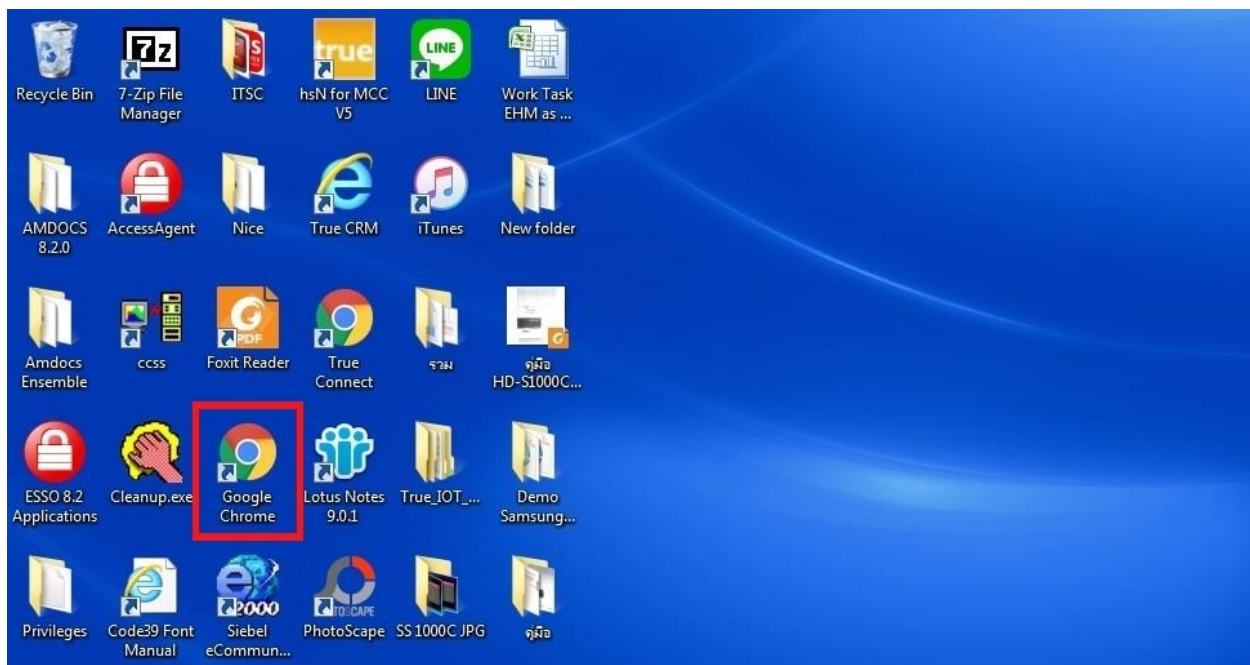 7z
S
true
LINE
Recycle Bin
7-Zip File
Manager
ITSC
hsN for MCC
V5
LINE
Work Task
EHM as ...
AMDOCS
8.2.0
AccessAgent
Nice
True CRM
iTunes
New folder
PDF
Amdocs
Ensemble
ccss
Foxit Reader
True
Connect
รวม
คู่มือ
HD-S1000C...
ESSO 8.2
Applications
Cleanup.exe
Google
Chrome
Lotus Notes
9.0.1
True_IOT_...
Demo
Samsung...
2000
TOSCAPE
Privileges
Code39 Font
Manual
Siebel
eCommun...
PhotoScape
SS 1000C JPG
คู่มือ